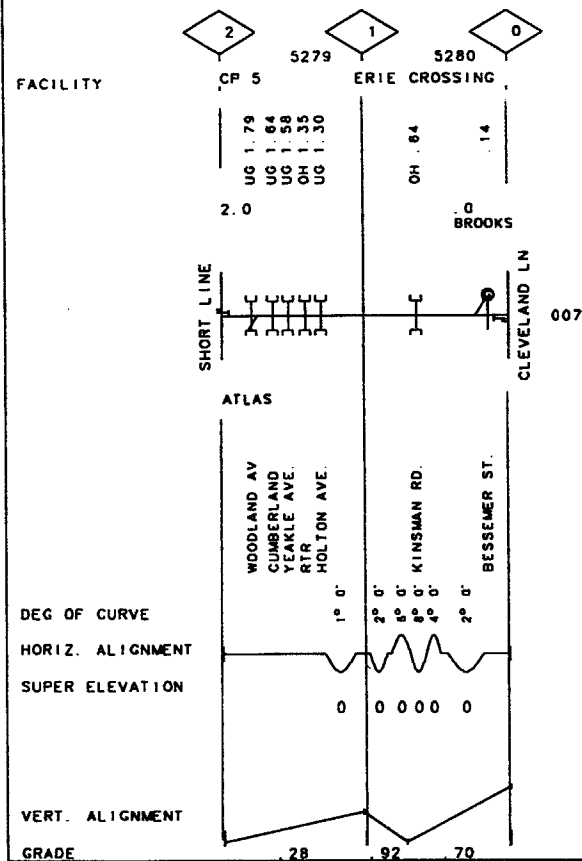 2 1 0
5279 5280
FACILITY CP 5 ERIE CROSSING
UG 1.79
UG 1.64
UG 1.58
OH 1.35
UG 1.30
OH .64
.14
2.0 .0
BROOKS
SHORT LINE
CLEVELAND LN
007
ATLAS
WOODLAND AV
CUMBERLAND
YEAKLE AVE.
RTR
HOLTON AVE.
KINSMAN RD.
BESSEMER ST.
DEG OF CURVE 1° 0' 2° 0' 6° 0' 8° 0' 4° 0' 2° 0'
HORIZ. ALIGNMENT
SUPER ELEVATION
0 0 0 0 0 0
VERT. ALIGNMENT
GRADE .28 .92 .70